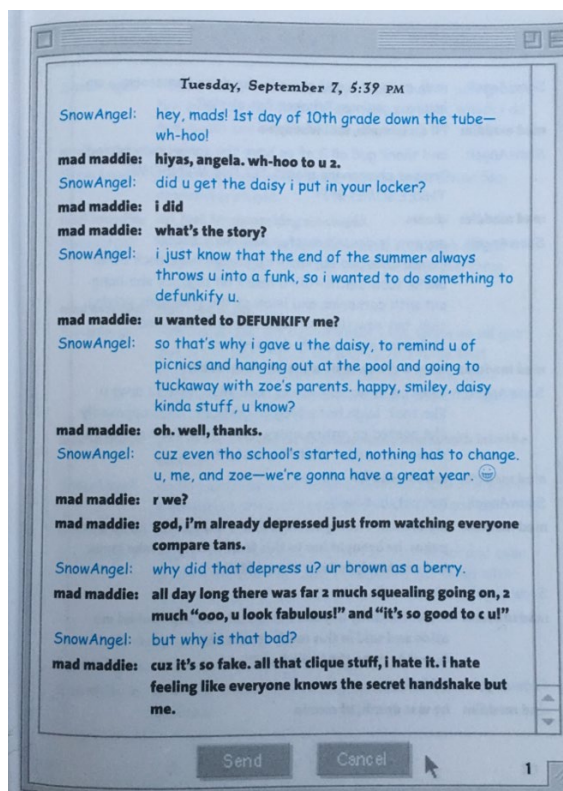 Tuesday, September 7, 5:39 PM
SnowAngel: hey, mads! 1st day of 10th grade down the tube—
wh-hoo!
mad maddie: hiyas, angela. wh-hoo to u 2.
SnowAngel: did u get the daisy i put in your locker?
mad maddie: i did
mad maddie: what's the story?
SnowAngel: i just know that the end of the summer always
throws u into a funk, so i wanted to do something to
defunkify u.
mad maddie: u wanted to DEFUNKIFY me?
SnowAngel: so that's why i gave u the daisy, to remind u of
picnics and hanging out at the pool and going to
tuckaway with zoe's parents. happy, smiley, daisy
kinda stuff, u know?
mad maddie: oh. well, thanks.
SnowAngel: cuz even tho school's started, nothing has to change.
u, me, and zoe—we're gonna have a great year. 😀
mad maddie: r we?
mad maddie: god, i'm already depressed just from watching everyone
compare tans.
SnowAngel: why did that depress u? ur brown as a berry.
mad maddie: all day long there was far 2 much squealing going on, 2
much "ooo, u look fabulous!" and "it's so good to c u!"
SnowAngel: but why is that bad?
mad maddie: cuz it's so fake. all that clique stuff, i hate it. i hate
feeling like everyone knows the secret handshake but
me.
Send Cancel
1